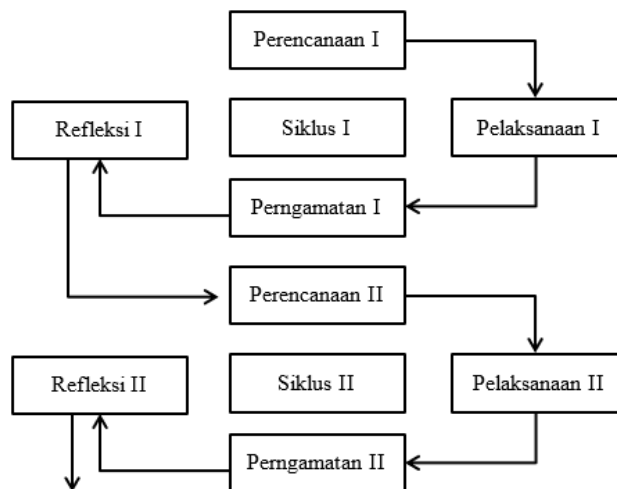 Perencanaan I
Refleksi I
Siklus I
Pelaksanaan I
Perngamatan I
Perencanaan II
Refleksi II
Siklus II
Pelaksanaan II
Perngamatan II